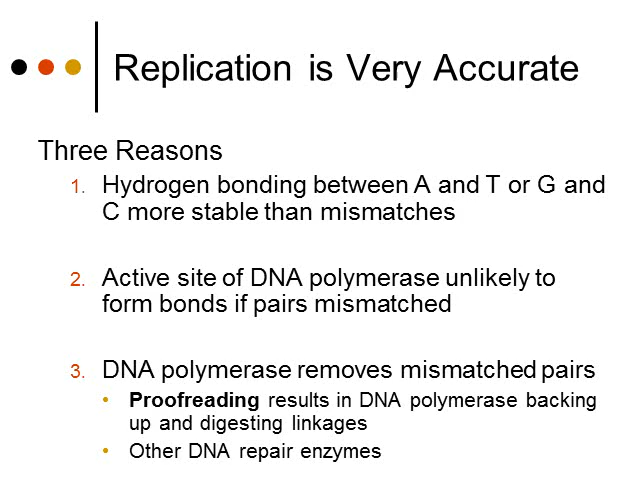 Replication is Very Accurate
Three Reasons
1. Hydrogen bonding between A and T or G and
C more stable than mismatches
2. Active site of DNA polymerase unlikely to
form bonds if pairs mismatched
3. DNA polymerase removes mismatched pairs
• Proofreading results in DNA polymerase backing
up and digesting linkages
• Other DNA repair enzymes